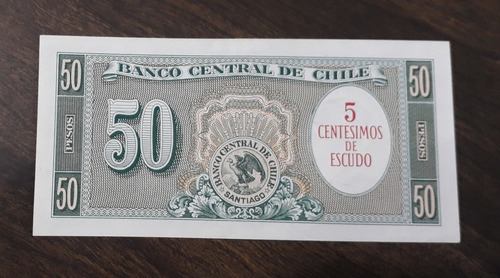 50
BANCO CENTRAL DE CHILE
50
PESOS
50
5
CENTESIMOS
DE
ESCUDO
PESOS
BANCO CENTRAL DE CHILE
SANTIAGO
50
50